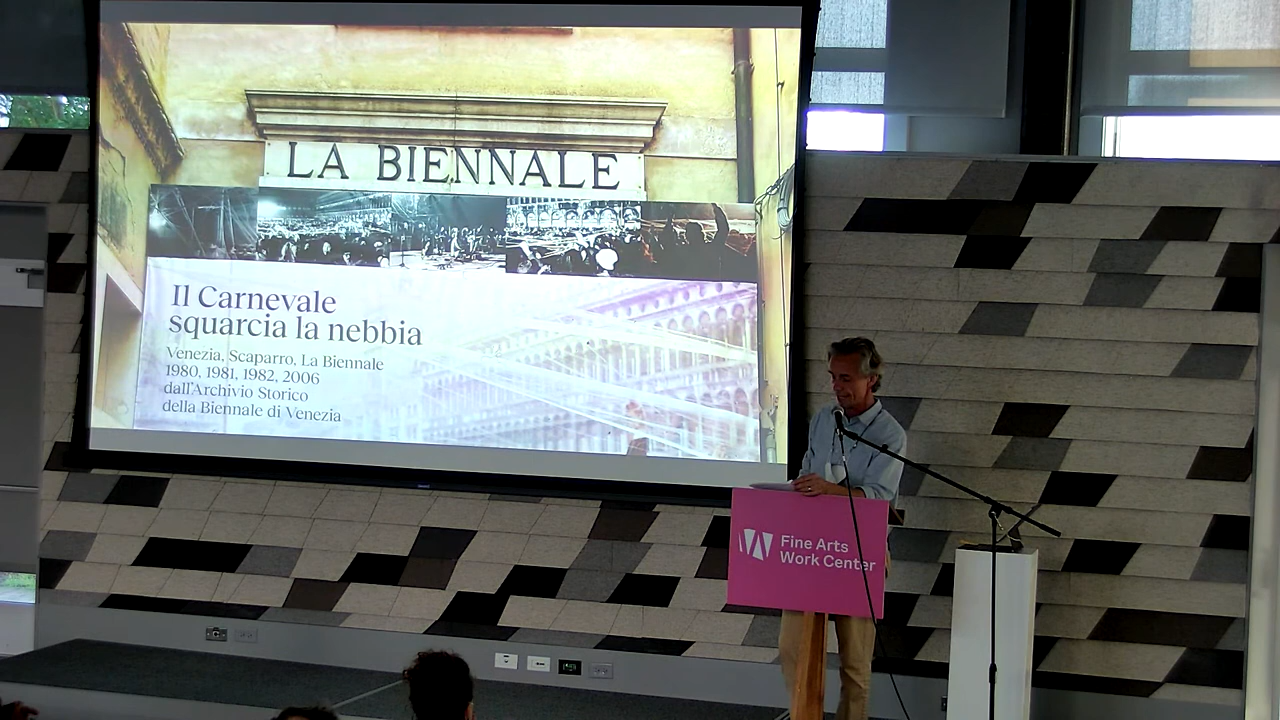 LA BIENNALE
Il Carnevale
squarcia la nebbia
Venezia, Scaparro, La Biennale
1980, 1981, 1982, 2006
dall'Archivio Storico
della Biennale di Venezia
Fine Arts
Work Center